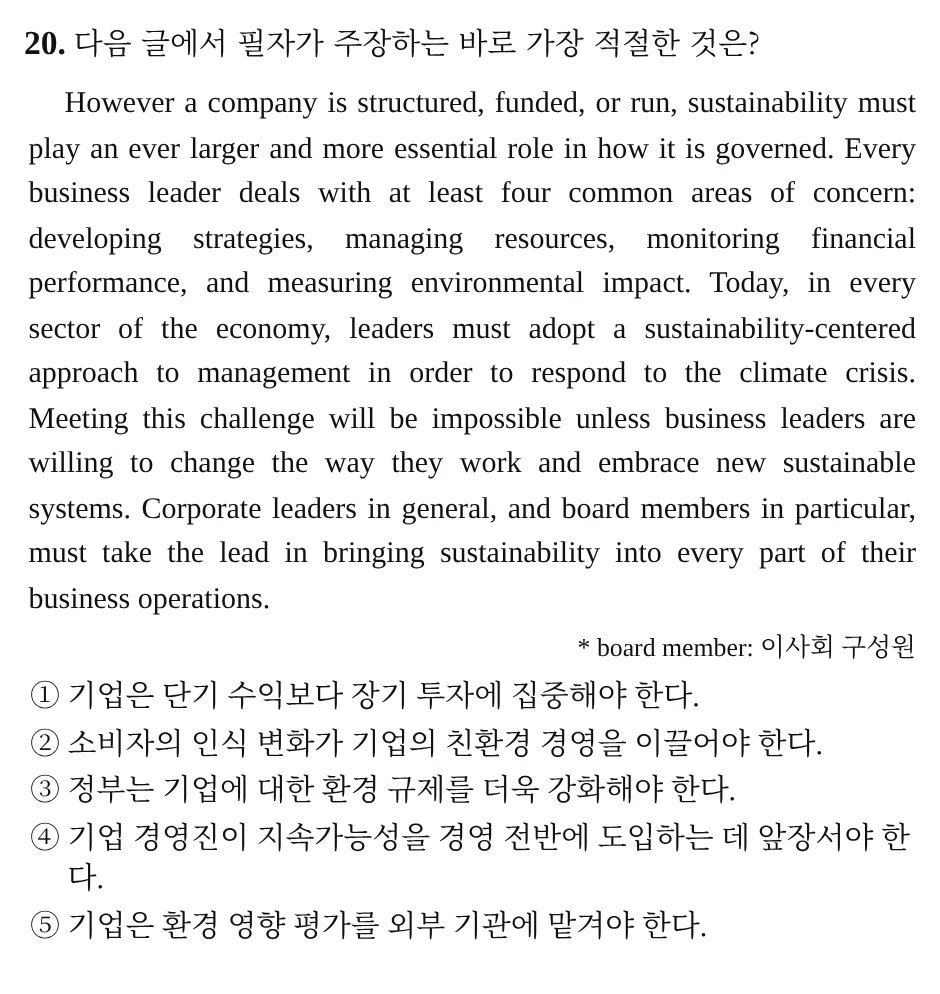 20. 다음 글에서 필자가 주장하는 바로 가장 적절한 것은?
However a company is structured, funded, or run, sustainability must
play an ever larger and more essential role in how it is governed. Every
business leader deals with at least four common areas of concern:
developing strategies, managing resources, monitoring financial
performance, and measuring environmental impact. Today, in every
sector of the economy, leaders must adopt a sustainability-centered
approach to management in order to respond to the climate crisis.
Meeting this challenge will be impossible unless business leaders are
willing to change the way they work and embrace new sustainable
systems. Corporate leaders in general, and board members in particular,
must take the lead in bringing sustainability into every part of their
business operations.
* board member: 이사회 구성원
① 기업은 단기 수익보다 장기 투자에 집중해야 한다.
② 소비자의 인식 변화가 기업의 친환경 경영을 이끌어야 한다.
③ 정부는 기업에 대한 환경 규제를 더욱 강화해야 한다.
④ 기업 경영진이 지속가능성을 경영 전반에 도입하는 데 앞장서야 한
다.
⑤ 기업은 환경 영향 평가를 외부 기관에 맡겨야 한다.